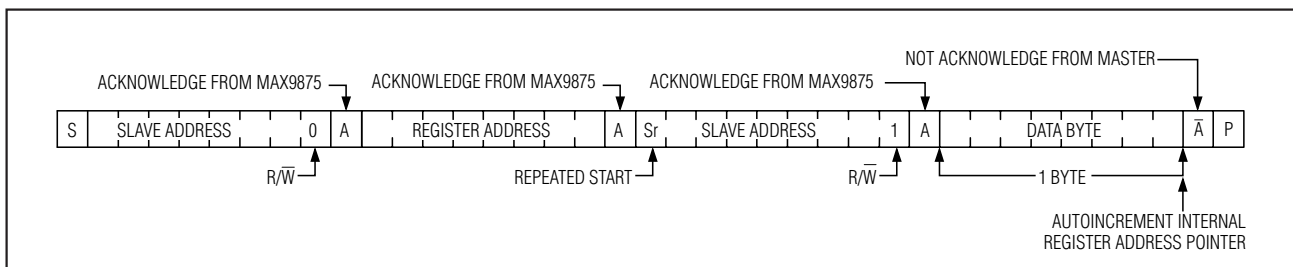 NOT ACKNOWLEDGE FROM MASTER
ACKNOWLEDGE FROM MAX9875 ACKNOWLEDGE FROM MAX9875 ACKNOWLEDGE FROM MAX9875
S SLAVE ADDRESS 0 A REGISTER ADDRESS A Sr SLAVE ADDRESS 1 A DATA BYTE A̅ P
R/W̅ REPEATED START R/W̅ 1 BYTE
AUTOINCREMENT INTERNAL
REGISTER ADDRESS POINTER